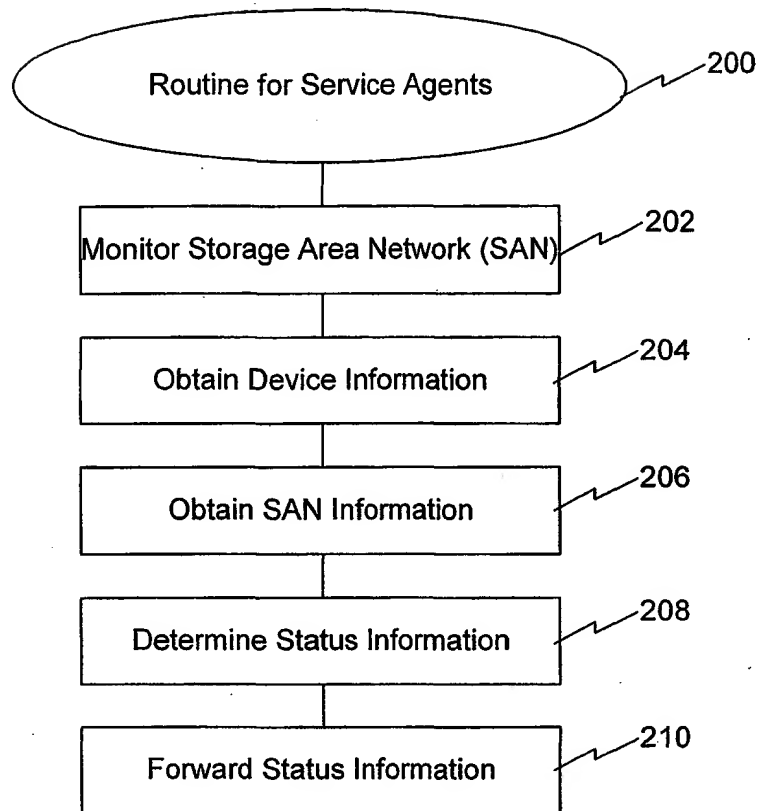 Routine for Service Agents
200
Monitor Storage Area Network (SAN)
202
Obtain Device Information
204
Obtain SAN Information
206
Determine Status Information
208
Forward Status Information
210